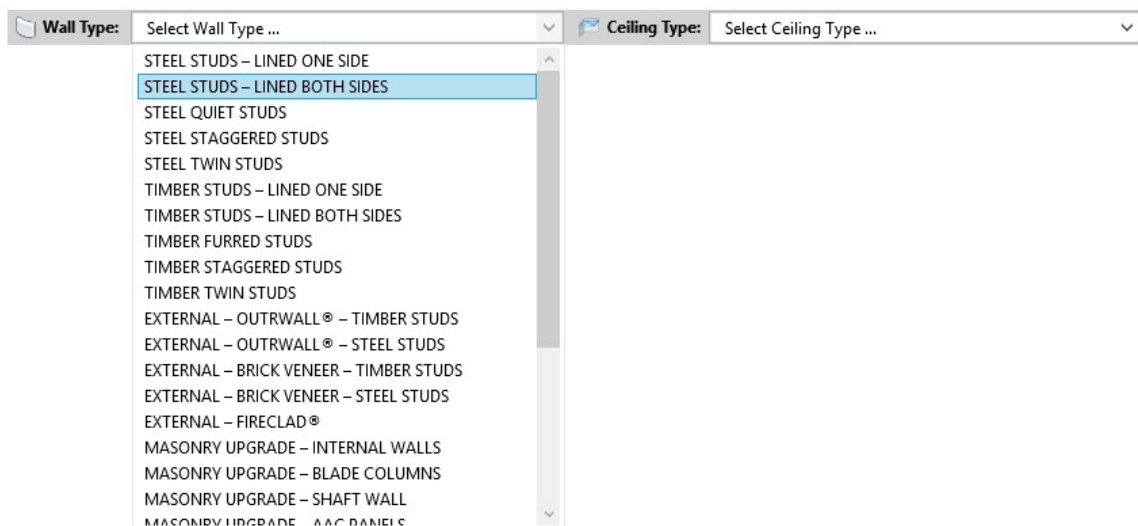 Wall Type: Select Wall Type ... Ceiling Type: Select Ceiling Type ...
STEEL STUDS – LINED ONE SIDE
STEEL STUDS – LINED BOTH SIDES
STEEL QUIET STUDS
STEEL STAGGERED STUDS
STEEL TWIN STUDS
TIMBER STUDS – LINED ONE SIDE
TIMBER STUDS – LINED BOTH SIDES
TIMBER FURRED STUDS
TIMBER STAGGERED STUDS
TIMBER TWIN STUDS
EXTERNAL – OUTRWALL® – TIMBER STUDS
EXTERNAL – OUTRWALL® – STEEL STUDS
EXTERNAL – BRICK VENEER – TIMBER STUDS
EXTERNAL – BRICK VENEER – STEEL STUDS
EXTERNAL – FIRECLAD®
MASONRY UPGRADE – INTERNAL WALLS
MASONRY UPGRADE – BLADE COLUMNS
MASONRY UPGRADE – SHAFT WALL
MASONRY UPGRADE – AAC PANELS